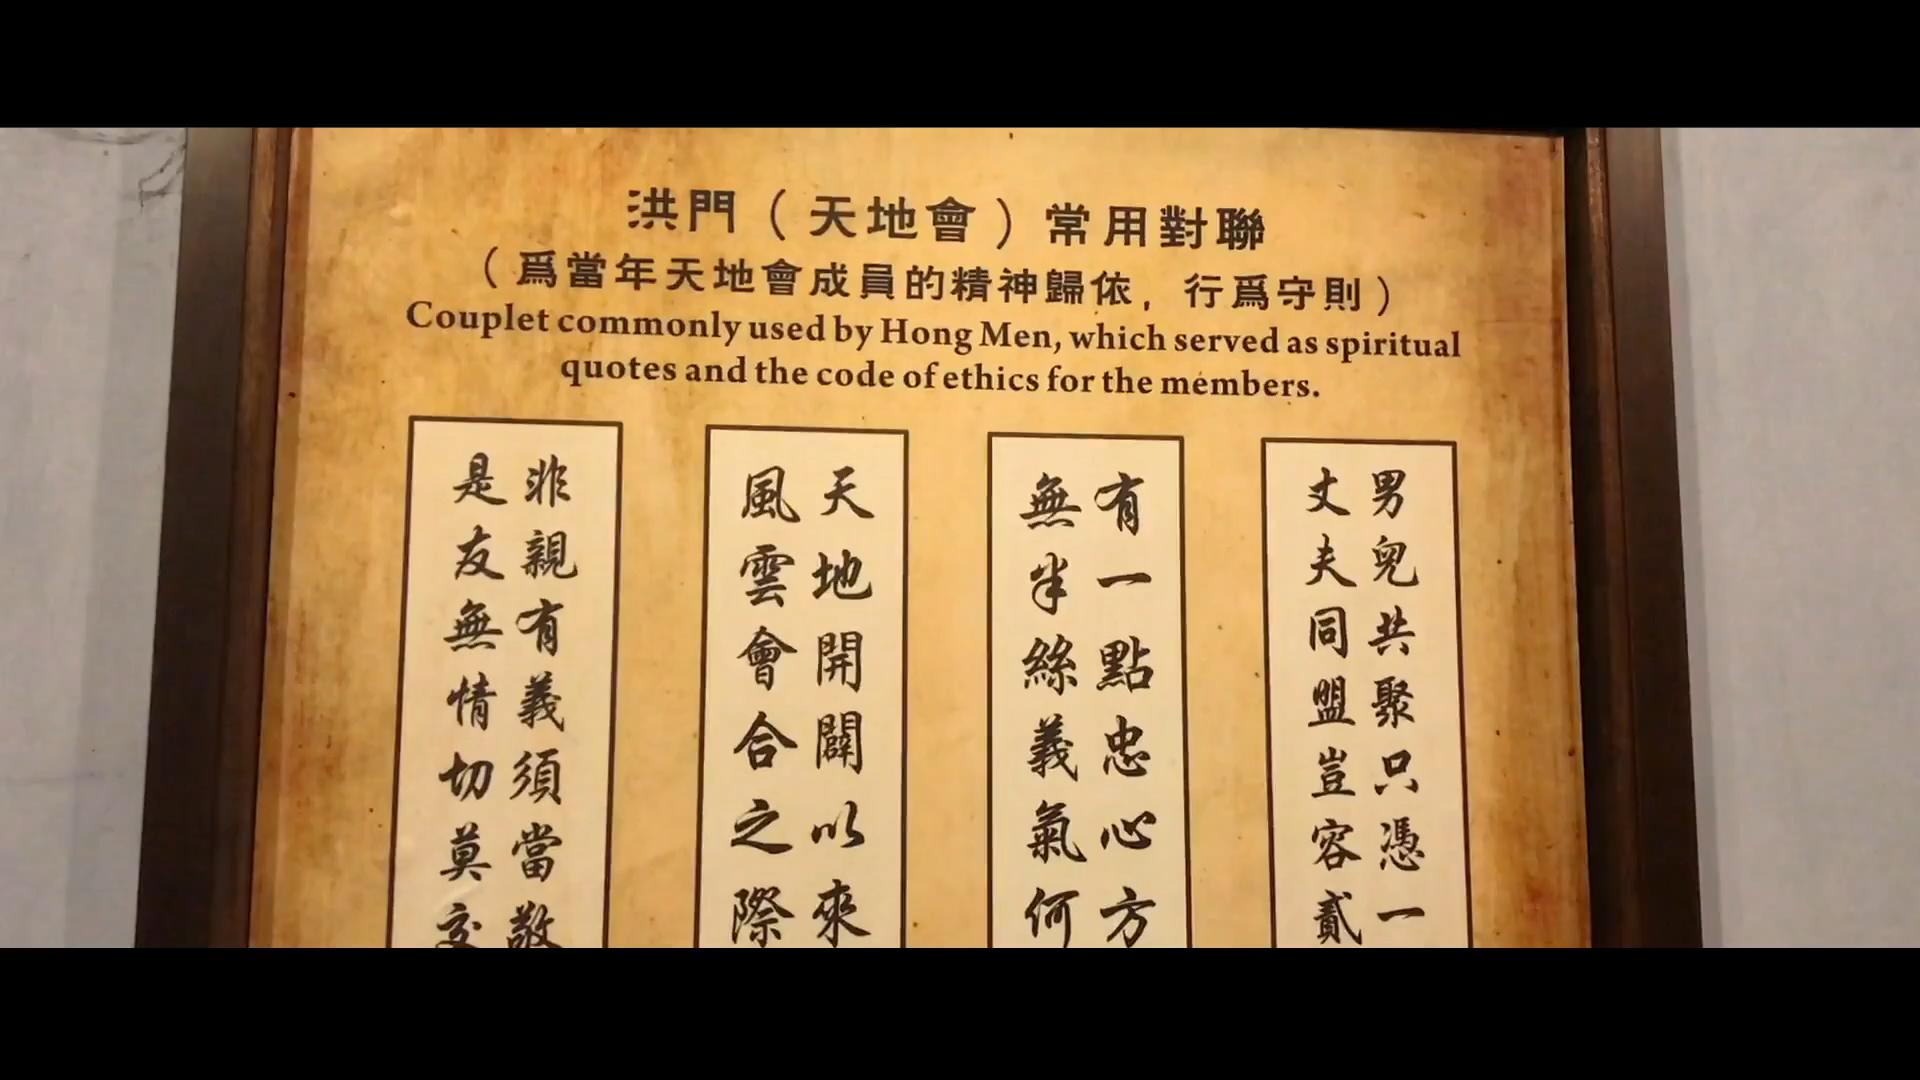 洪門（天地會）常用對聯
（爲當年天地會成員的精神歸依，行爲守則）
Couplet commonly used by Hong Men, which served as spiritual
quotes and the code of ethics for the members.
男兒共聚只憑一
丈夫同盟豈容貳
有一點忠心方
無半絲義氣何
天地開闢以來
風雲會合之際
非親有義須當敬
是友無情切莫交